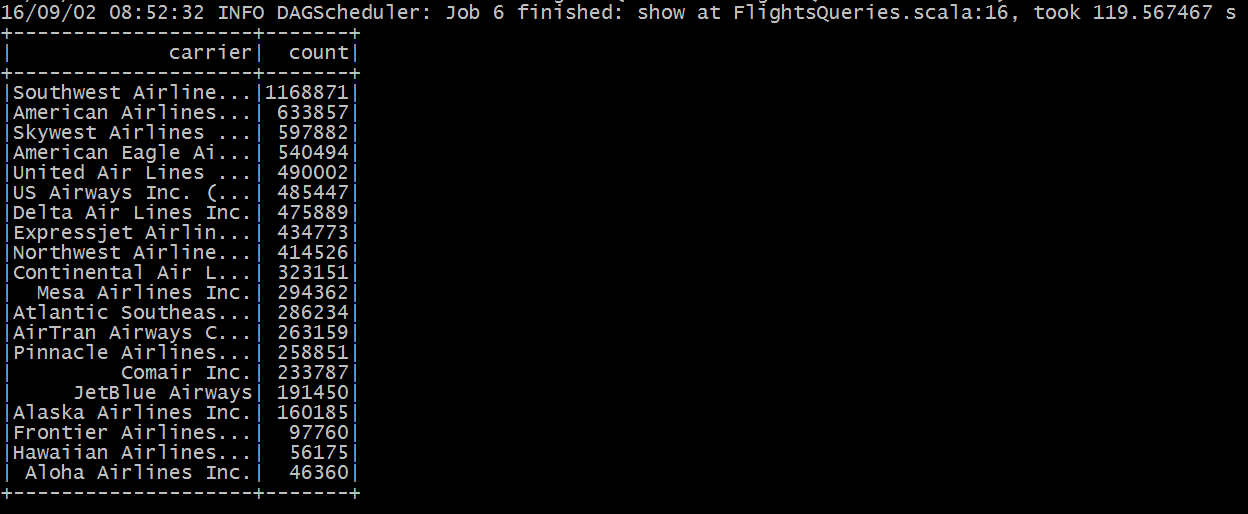 16/09/02 08:52:32 INFO DAGScheduler: Job 6 finished: show at FlightsQueries.scala:16, took 119.567467 s
+--------------------+-------+
|             carrier|  count|
+--------------------+-------+
|Southwest Airline...|1168871|
|American Airlines...| 633857|
|Skywest Airlines ...| 597882|
|American Eagle Ai...| 540494|
|United Air Lines ...| 490002|
|US Airways Inc. (...| 485447|
|Delta Air Lines Inc.| 475889|
|Expressjet Airlin...| 434773|
|Northwest Airline...| 414526|
|Continental Air L...| 323151|
|  Mesa Airlines Inc.| 294362|
|Atlantic Southeas...| 286234|
|AirTran Airways C...| 263159|
|Pinnacle Airlines...| 258851|
|         Comair Inc.| 233787|
|     JetBlue Airways| 191450|
|Alaska Airlines Inc.| 160185|
|Frontier Airlines...|  97760|
|Hawaiian Airlines...|  56175|
| Aloha Airlines Inc.|  46360|
+--------------------+-------+